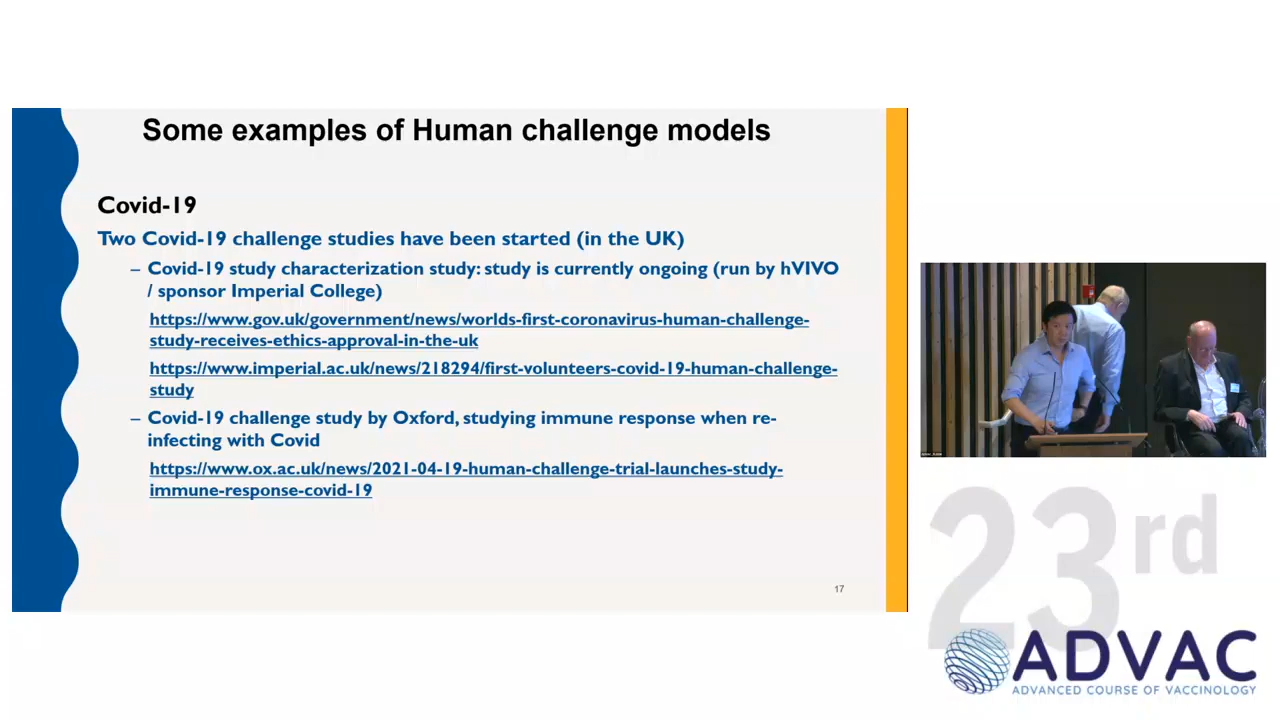 Some examples of Human challenge models
Covid-19
Two Covid-19 challenge studies have been started (in the UK)
– Covid-19 study characterization study: study is currently ongoing (run by hVIVO
/ sponsor Imperial College)
https://www.gov.uk/government/news/worlds-first-coronavirus-human-challenge-
study-receives-ethics-approval-in-the-uk
https://www.imperial.ac.uk/news/218294/first-volunteers-covid-19-human-challenge-
study
– Covid-19 challenge study by Oxford, studying immune response when re-
infecting with Covid
https://www.ox.ac.uk/news/2021-04-19-human-challenge-trial-launches-study-
immune-response-covid-19
17
23rd
ADVAC
ADVANCED COURSE OF VACCINOLOGY